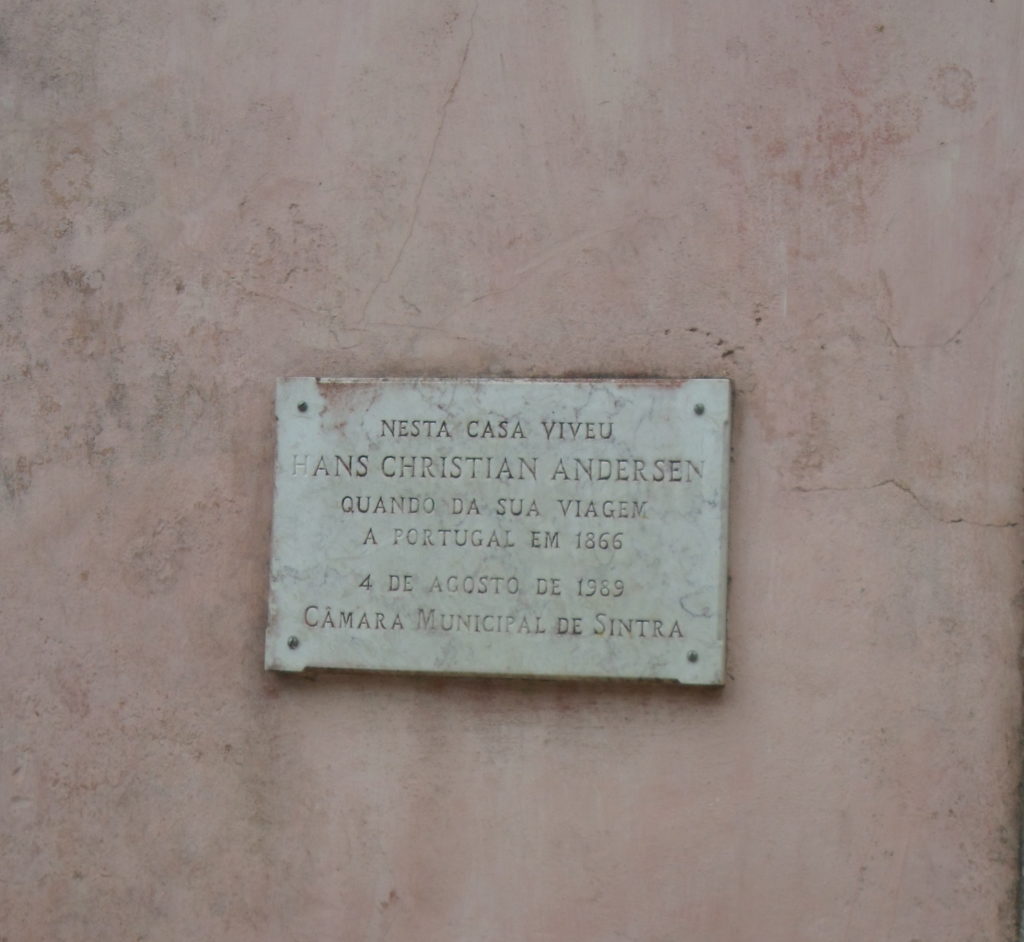 NESTA CASA VIVEU
HANS CHRISTIAN ANDERSEN
QUANDO DA SUA VIAGEM
A PORTUGAL EM 1866
4 DE AGOSTO DE 1989
CÂMARA MUNICIPAL DE SINTRA